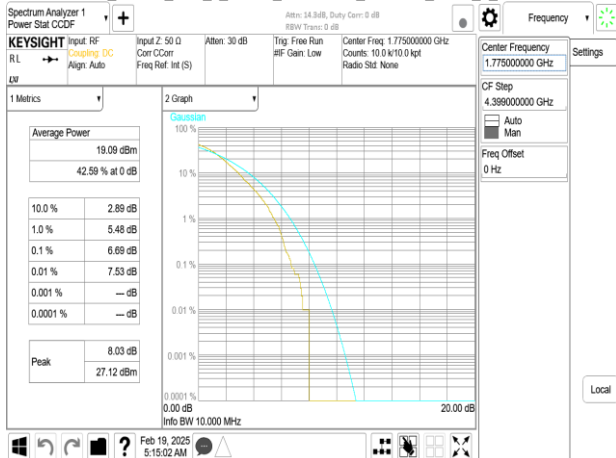 Spectrum Analyzer 1
Power Stat CCDF
Attn: 14.3dB, Duty Corr: 0 dB
RBW Trans: 0 dB
Frequency
KEYSIGHT
RL
LXI
Input: RF
Coupling: DC
Align: Auto
Input Z: 50 Ω
Corr CCorr
Freq Ref: Int (S)
Atten: 30 dB
Trig: Free Run
#IF Gain: Low
Center Freq: 1.775000000 GHz
Counts: 10.0 k/10.0 kpt
Radio Std: None
Center Frequency
1.775000000 GHz
Settings
CF Step
4.399000000 GHz
Auto
Man
Freq Offset
0 Hz
Local
1 Metrics
Average Power
19.09 dBm
42.59 % at 0 dB
10.0 % 2.89 dB
1.0 % 5.48 dB
0.1 % 6.69 dB
0.01 % 7.53 dB
0.001 % --- dB
0.0001 % --- dB
Peak
8.03 dB
27.12 dBm
2 Graph
Gaussian
100 %
10 %
1 %
0.1 %
0.01 %
0.001 %
0.0001 %
0.00 dB 20.00 dB
Info BW 10.000 MHz
?
Feb 19, 2025
5:15:02 AM